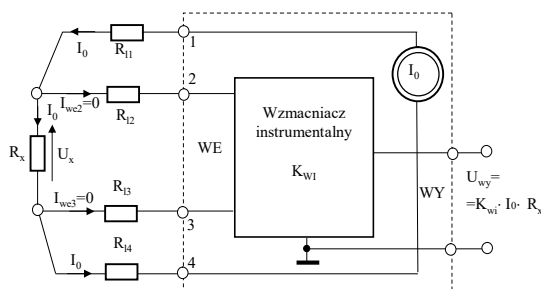 1
I0
Rl1
I0
Iwe2=0
2
Rl2
I0
Rx
Ux
WE
Wzmacniacz
instrumentalny
KWI
WY
Uwy=
=Kwi· I0· Rx
Iwe3=0
Rl3
3
I0
Rl4
4